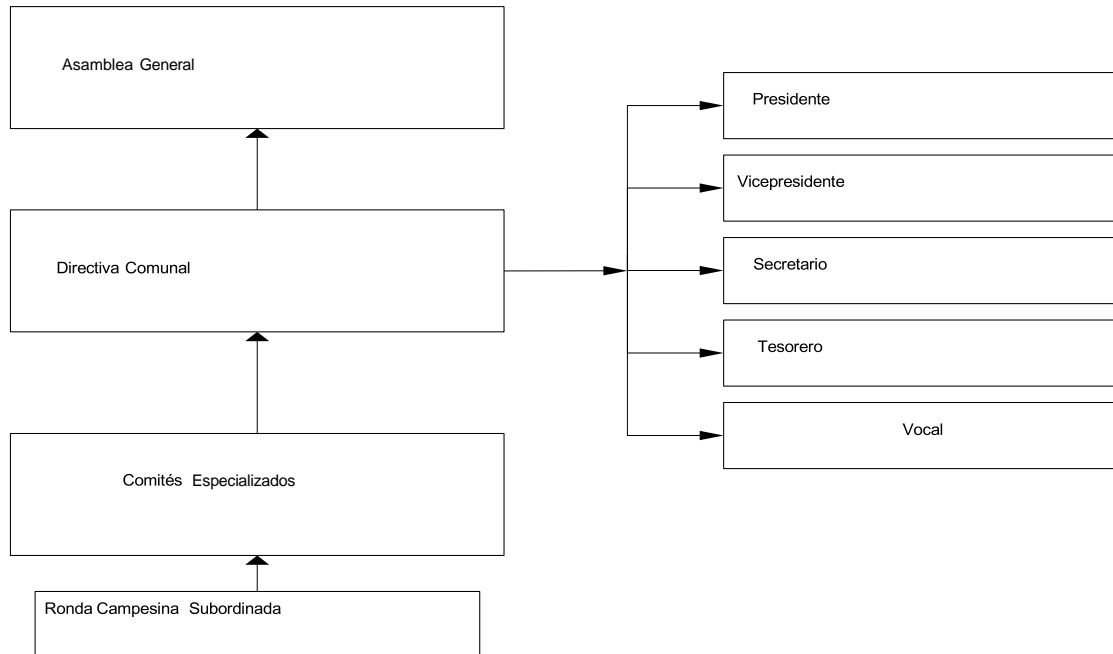 Asamblea General
Directiva Comunal
Comités Especializados
Ronda Campesina Subordinada
Presidente
Vicepresidente
Secretario
Tesorero
Vocal